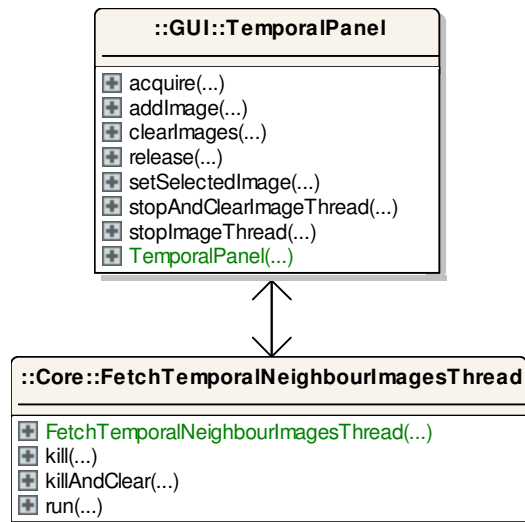 ::GUI::TemporalPanel
acquire(...)
addImage(...)
clearImages(...)
release(...)
setSelectedImage(...)
stopAndClearImageThread(...)
stopImageThread(...)
TemporalPanel(...)
::Core::FetchTemporalNeighbourImagesThread
FetchTemporalNeighbourImagesThread(...)
kill(...)
killAndClear(...)
run(...)